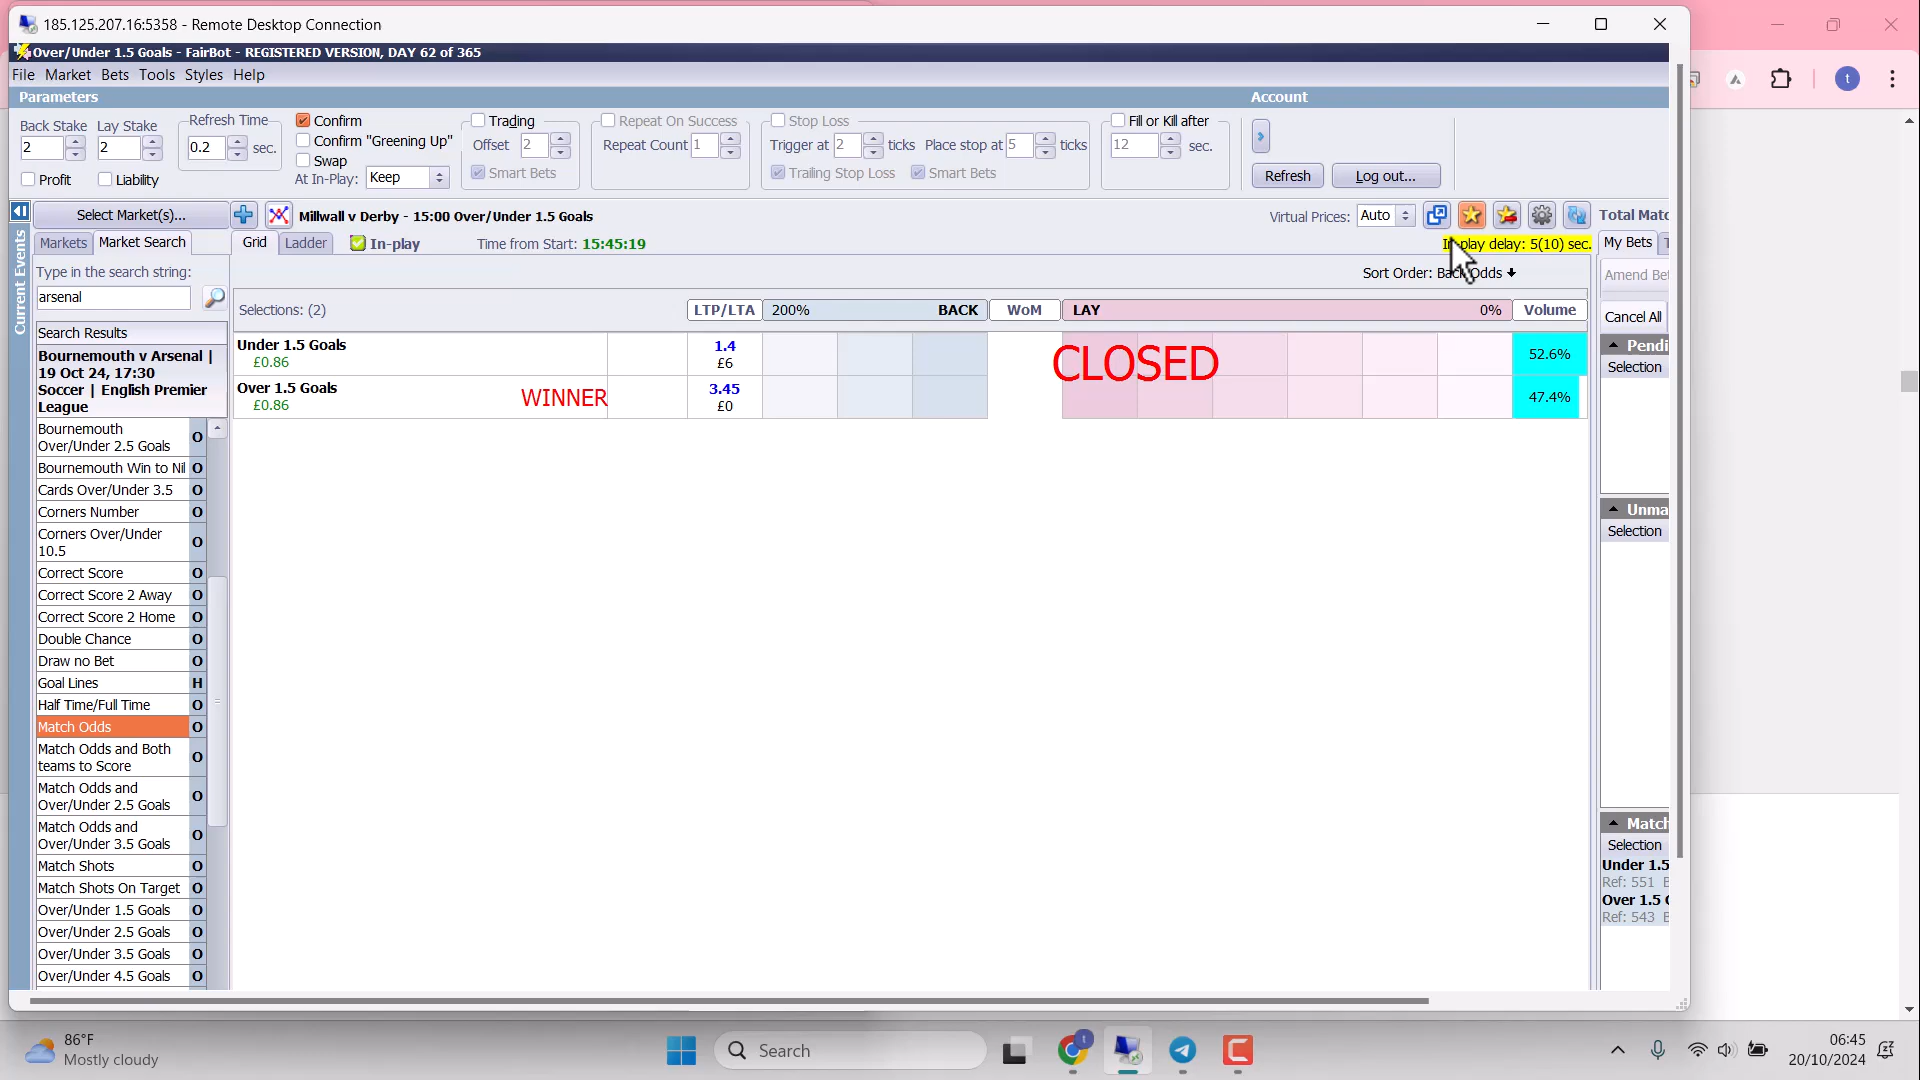 185.125.207.16:5358 - Remote Desktop Connection
Over/Under 1.5 Goals - FairBot - REGISTERED VERSION, DAY 62 of 365
File Market Bets Tools Styles Help
Parameters
Account
Back Stake
Lay Stake
Refresh Time
2
2
0.2
sec.
Profit
Liability
Confirm
Confirm "Greening Up"
Swap
At In-Play: Keep
Trading
Offset 2
Smart Bets
Repeat On Success
Repeat Count 1
Stop Loss
Trigger at 2 ticks Place stop at 5 ticks
Trailing Stop Loss Smart Bets
Fill or Kill after
12 sec.
Refresh
Log out...
t
Select Market(s)...
Millwall v Derby - 15:00 Over/Under 1.5 Goals
Virtual Prices: Auto
Total Matc
Markets
Market Search
Grid
Ladder
In-play
Time from Start: 15:45:19
In-play delay: 5(10) sec.
My Bets
Current Events
Type in the search string:
arsenal
Sort Order: Back Odds
Amend Bet
Cancel All
Search Results
Bournemouth v Arsenal |
19 Oct 24, 17:30
Soccer | English Premier
League
Bournemouth
Over/Under 2.5 Goals O
Bournemouth Win to Nil O
Cards Over/Under 3.5 O
Corners Number O
Corners Over/Under
10.5 O
Correct Score O
Correct Score 2 Away O
Correct Score 2 Home O
Double Chance O
Draw no Bet O
Goal Lines H
Half Time/Full Time O
Match Odds O
Match Odds and Both
teams to Score O
Match Odds and
Over/Under 2.5 Goals O
Match Odds and
Over/Under 3.5 Goals O
Match Shots O
Match Shots On Target O
Over/Under 1.5 Goals O
Over/Under 2.5 Goals O
Over/Under 3.5 Goals O
Over/Under 4.5 Goals O
Selections: (2)
LTP/LTA
200% BACK
WoM
LAY 0%
Volume
Under 1.5 Goals
£0.86
1.4
£6
52.6%
CLOSED
Over 1.5 Goals
£0.86
WINNER
3.45
£0
47.4%
Pendi
Selection
Unma
Selection
Match
Selection
Under 1.5
Ref: 551
Over 1.5
Ref: 543
86°F
Mostly cloudy
Search
t
06:45
20/10/2024